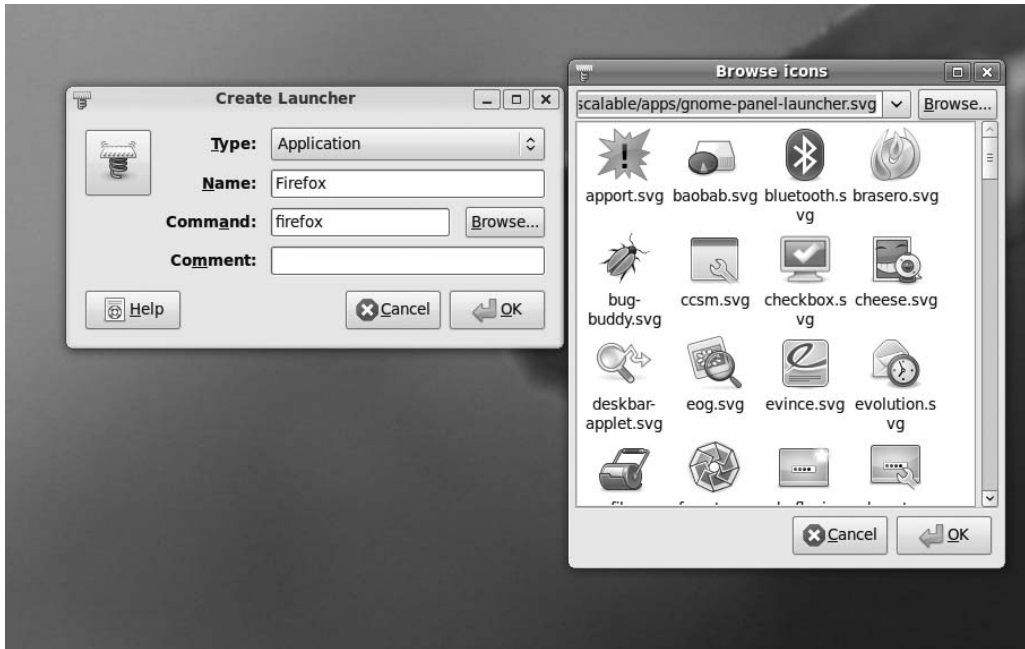 Create Launcher
Type:
Application
Name:
Firefox
Command:
firefox
Browse...
Comment:
Help
Cancel
OK
Browse icons
scalable/apps/gnome-panel-launcher.svg
Browse...
apport.svg
baobab.svg
bluetooth.s
vg
brasero.svg
bug-
buddy.svg
ccsm.svg
checkbox.s
vg
cheese.svg
deskbar-
applet.svg
eog.svg
evince.svg
evolution.s
vg
Cancel
OK